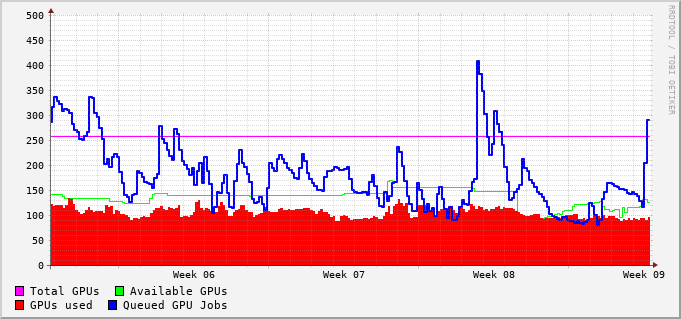 500
450
400
350
300
250
200
150
100
50
0
Week 06 Week 07 Week 08 Week 09
Total GPUs Available GPUs
GPUs used Queued GPU Jobs
RRDTOOL / TOBI OETIKER